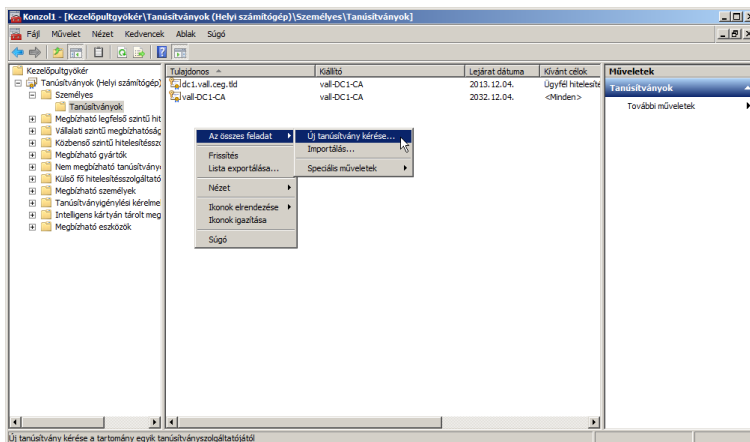 Konzol1 - [Kezelőpultgyökér\Tanúsítványok (Helyi számítógép)\Személyes\Tanúsítványok]
Fájl Művelet Nézet Kedvencek Ablak Súgó
Kezelőpultgyökér
Tanúsítványok (Helyi számítógép)
Személyes
Tanúsítványok
Megbízható legfelső szintű hit
Vállalati szintű megbízhatóság
Közbenső szintű hitelesítéssz
Megbízható gyártók
Nem megbízható tanúsítvány
Külső fő hitelesítésszolgáltató
Megbízható személyek
Tanúsítványigénylési kérelme
Intelligens kártyán tárolt meg
Megbízható eszközök
Tulajdonos Kiállító Lejárat dátuma Kívánt célok
dc1.vall.ceg.tld vall-DC1-CA 2013.12.04. Ügyfél hitelesíté
vall-DC1-CA vall-DC1-CA 2032.12.04. <Minden>
Az összes feladat
Frissítés
Lista exportálása...
Nézet
Ikonok elrendezése
Ikonok igazítása
Súgó
Új tanúsítvány kérése...
Importálás...
Speciális műveletek
Műveletek
Tanúsítványok
További műveletek
Új tanúsítvány kérése a tartomány egyik tanúsítványszolgáltatójától